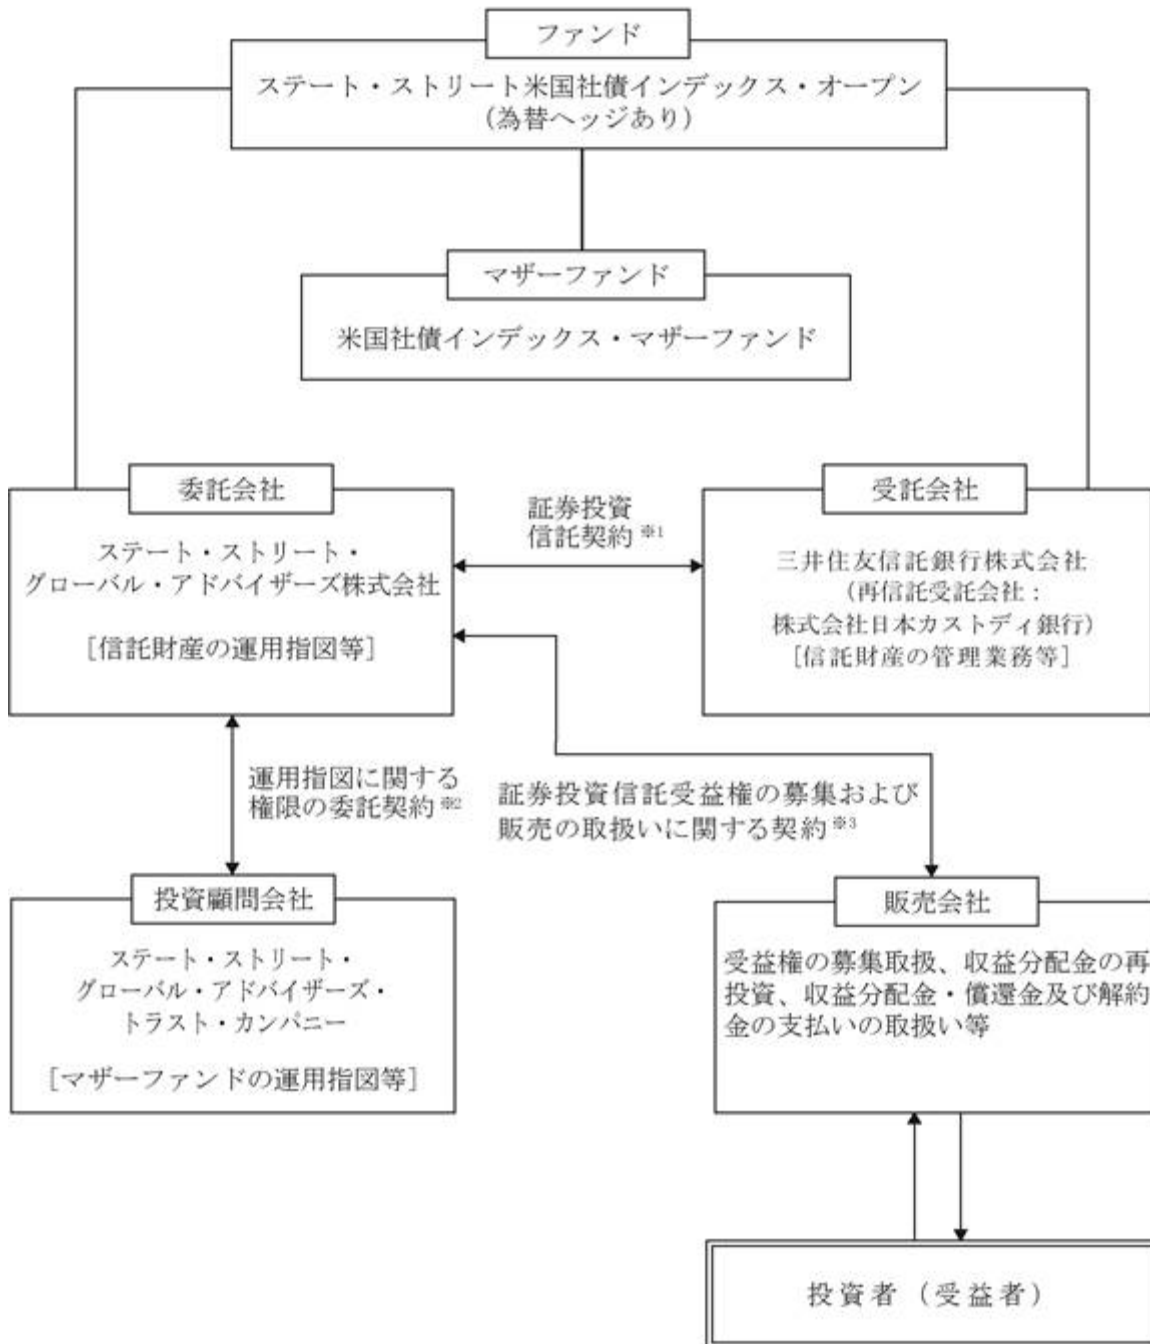 ファンド
ステート・ストリート米国社債インデックス・オープン
（為替ヘッジあり）
マザーファンド
米国社債インデックス・マザーファンド
委託会社
ステート・ストリート・
グローバル・アドバイザーズ株式会社
［信託財産の運用指図等］
証券投資
信託契約※1
受託会社
三井住友信託銀行株式会社
（再信託受託会社：
株式会社日本カストディ銀行）
［信託財産の管理業務等］
運用指図に関する
権限の委託契約※2
証券投資信託受益権の募集および
販売の取扱いに関する契約※3
投資顧問会社
ステート・ストリート・
グローバル・アドバイザーズ・
トラスト・カンパニー
［マザーファンドの運用指図等］
販売会社
受益権の募集取扱、収益分配金の再
投資、収益分配金・償還金及び解約
金の支払いの取扱い等
投資者（受益者）